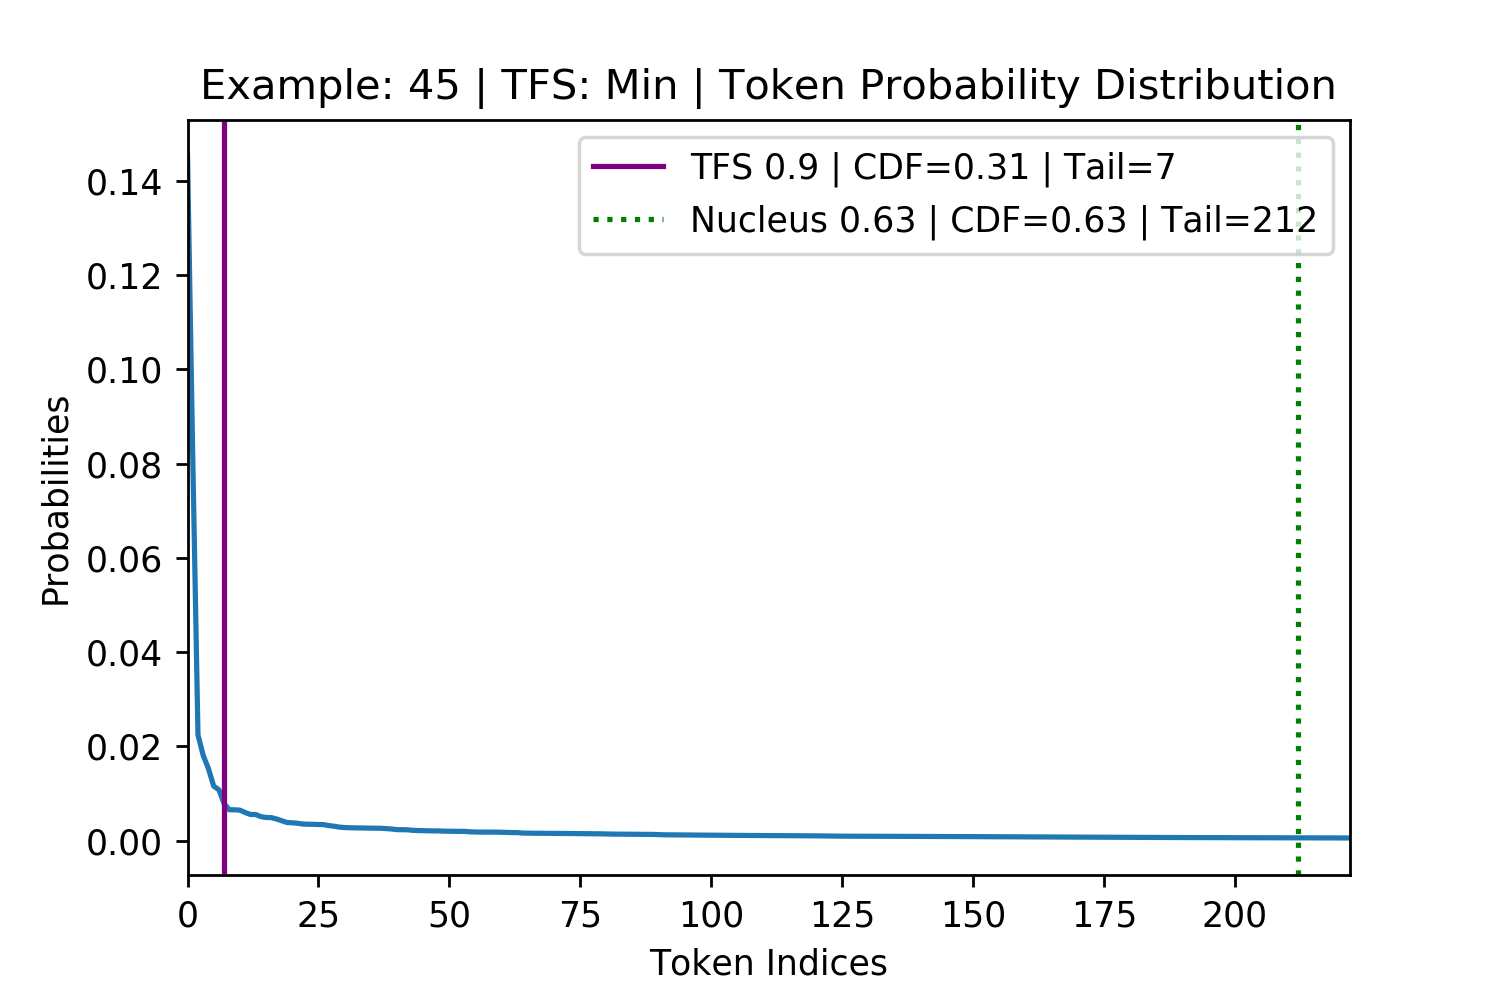 Example: 45 | TFS: Min | Token Probability Distribution
TFS 0.9 | CDF=0.31 | Tail=7
Nucleus 0.63 | CDF=0.63 | Tail=212
0.14
0.12
0.10
0.08
0.06
0.04
0.02
0.00
Probabilities
0 25 50 75 100 125 150 175 200
Token Indices